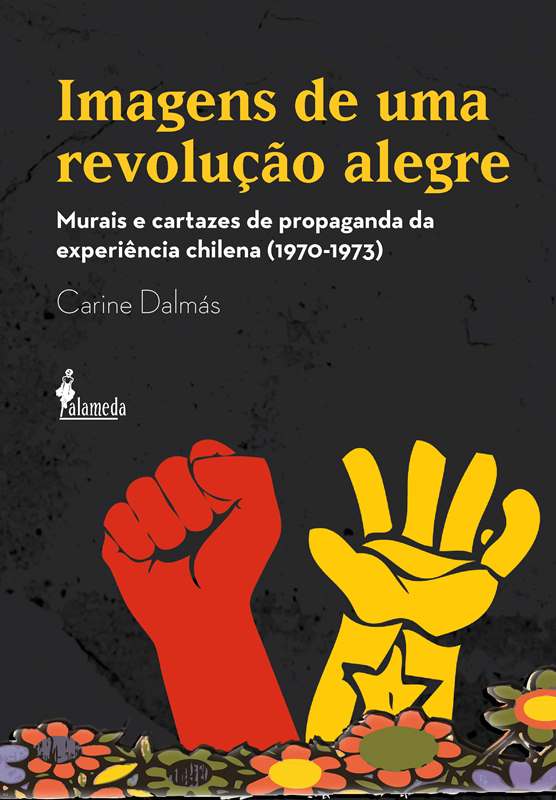 Imagens de uma
revolução alegre
Murais e cartazes de propaganda da
experiência chilena (1970-1973)
Carine Dalmás
alameda